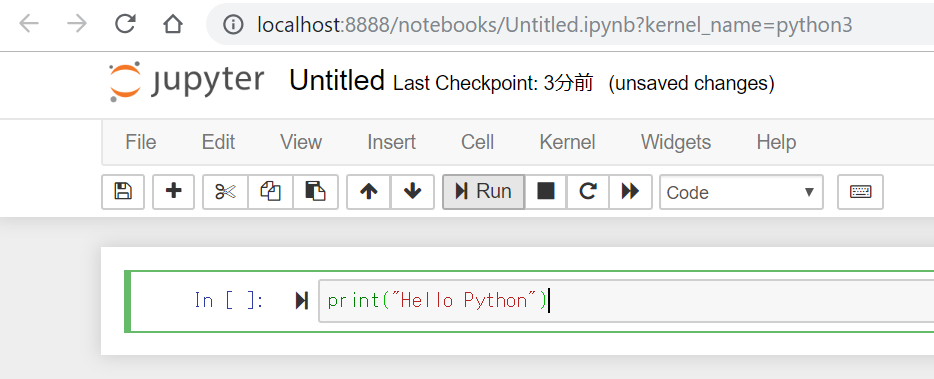 localhost:8888/notebooks/Untitled.ipynb?kernel_name=python3
jupyter Untitled Last Checkpoint: 3分前 (unsaved changes)
File Edit View Insert Cell Kernel Widgets Help
Run Code
In [ ]: print("Hello Python")